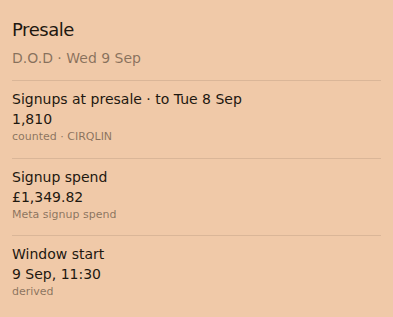 Presale
D.O.D · Wed 9 Sep
Signups at presale · to Tue 8 Sep
1,810
counted · CIRQLIN
Signup spend
£1,349.82
Meta signup spend
Window start
9 Sep, 11:30
derived